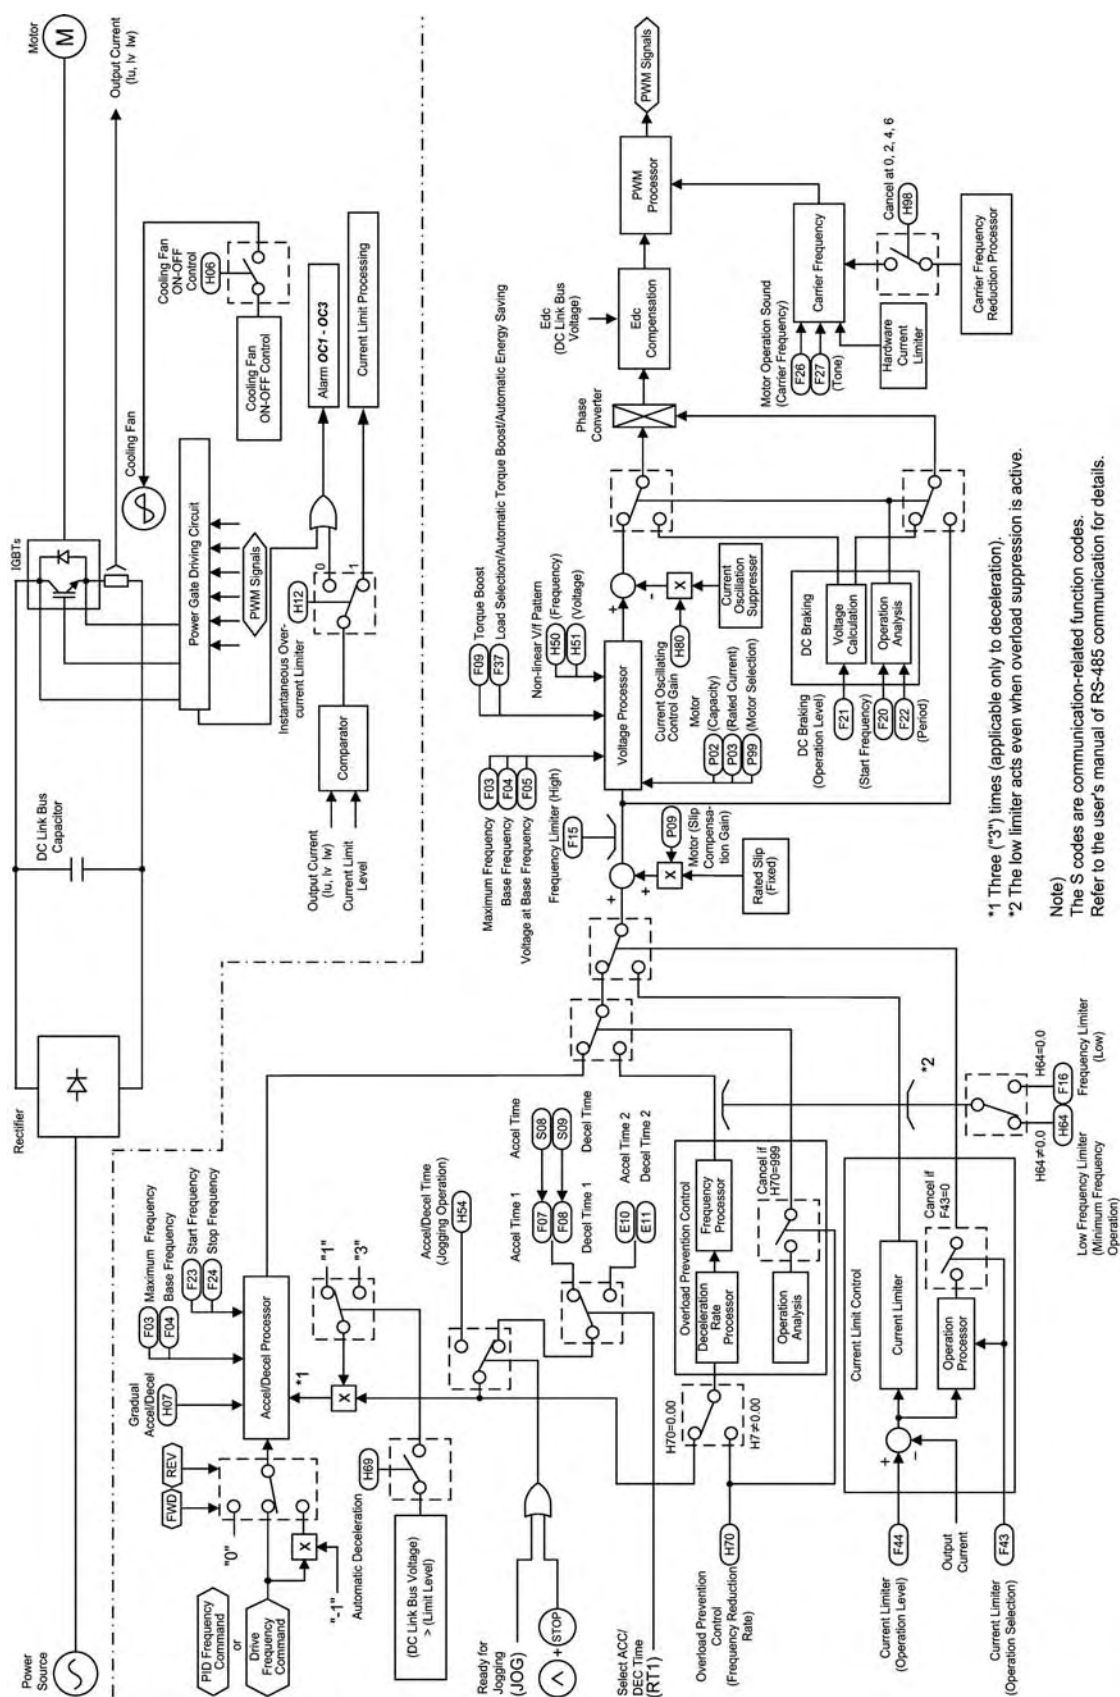 Power
Source
Rectifier
DC Link Bus
Capacitor
IGBTs
Motor
M
Output Current
(Iu, Iv Iw)
Power Gate Driving Circuit
PWM Signals
Cooling Fan
Cooling Fan
ON-OFF
Control
H06
Cooling Fan
ON-OFF Control
Instantaneous Over-
current Limiter
H12
0
1
Alarm OC1 - OC3
Current Limit Processing
Output Current
(Iu, Iv Iw)
Current Limit
Level
Comparator
PID Frequency
Command
or
Drive
Frequency
Command
FWD
REV
"0"
X
"-1"
Gradual
Accel/Decel
H07
F03
Maximum Frequency
F04
Base Frequency
F23
Start Frequency
F24
Stop Frequency
Accel/Decel Processor
*1
X
"1"
"3"
Automatic Deceleration
H69
(DC Link Bus Voltage)
> (Limit Level)
Accel/Decel Time
(Jogging Operation)
H54
Ready for
Jogging
(JOG)
+
STOP
Select ACC/
DEC Time
(RT1)
Accel Time 1
F07
F08
Decel Time 1
Accel Time
S08
S09
Decel Time
E10
E11
Accel Time 2
Decel Time 2
Overload Prevention
Control
(Frequency Reduction
Rate)
H70
H70=0.00
H7≠0.00
Overload Prevention Control
Deceleration
Rate
Processor
Frequency
Processor
Operation
Analysis
Cancel if
H70=999
Current Limiter
(Operation Level)
F44
Output
Current
Current Limiter
(Operation Selection)
F43
+
-
Current Limit Control
Current Limiter
Operation
Processor
Cancel if
F43=0
*2
Low Frequency Limiter
(Minimum Frequency
Operation)
H64≠0.0
H64=0.0
H64
F16
Frequency Limiter
(Low)
+
+
X
P09
Motor (Slip
Compensa-
tion Gain)
Rated Slip
(Fixed)
Frequency Limiter (High)
F15
Maximum Frequency
F03
Base Frequency
F04
Voltage at Base Frequency
F05
F09
Torque Boost
F37
Load Selection/Automatic Torque Boost/Automatic Energy Saving
Non-linear V/f Pattern
H50
(Frequency)
H51
(Voltage)
Voltage Processor
Motor
P02
(Capacity)
P03
(Rated Current)
P99
(Motor Selection)
+
-
Current Oscillating
Control Gain
H80
X
Current
Oscillation
Suppresser
DC Braking
(Operation Level)
F21
(Start Frequency)
F20
F22
(Period)
DC Braking
Voltage
Calculation
Operation
Analysis
Phase
Converter
Edc
(DC Link Bus
Voltage)
Edc
Compensation
PWM
Processor
PWM Signals
Motor Operation Sound
(Carrier Frequency)
F26
F27
(Tone)
Carrier Frequency
Hardware
Current
Limiter
Cancel at 0, 2, 4, 6
H98
Carrier Frequency
Reduction Processor
*1 Three ("3") times (applicable only to deceleration).
*2 The low limiter acts even when overload suppression is active.
Note)
The S codes are communication-related function codes.
Refer to the user's manual of RS-485 communication for details.